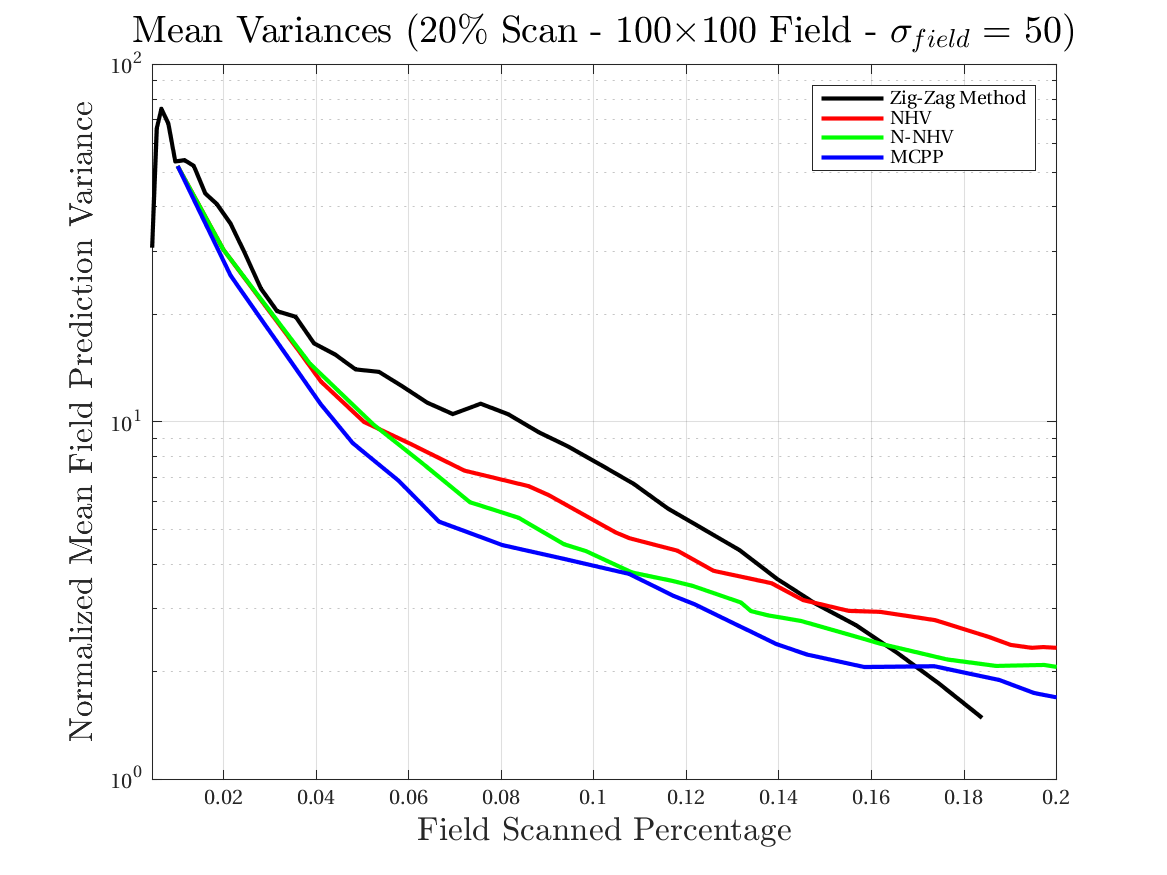 Mean Variances (20% Scan - 100×100 Field - σ_field = 50)
Normalized Mean Field Prediction Variance
10^2
10^1
10^0
Zig-Zag Method
NHV
N-NHV
MCPP
0.02 0.04 0.06 0.08 0.1 0.12 0.14 0.16 0.18 0.2
Field Scanned Percentage